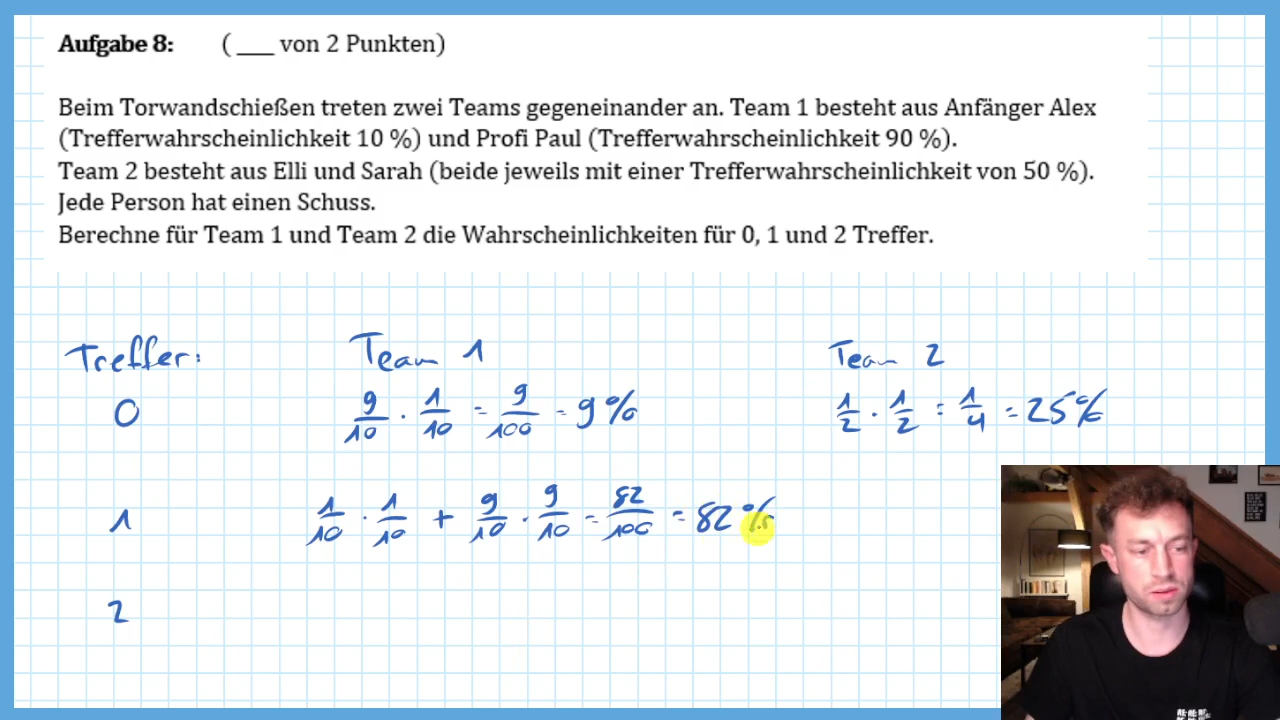 Aufgabe 8: ( ___ von 2 Punkten)
Beim Torwandschießen treten zwei Teams gegeneinander an. Team 1 besteht aus Anfänger Alex
(Trefferwahrscheinlichkeit 10 %) und Profi Paul (Trefferwahrscheinlichkeit 90 %).
Team 2 besteht aus Elli und Sarah (beide jeweils mit einer Trefferwahrscheinlichkeit von 50 %).
Jede Person hat einen Schuss.
Berechne für Team 1 und Team 2 die Wahrscheinlichkeiten für 0, 1 und 2 Treffer.
Treffer: Team 1 Team 2
0 9/10 · 1/10 = 9/100 = 9% 1/2 · 1/2 = 1/4 = 25%
1 1/10 · 1/10 + 9/10 · 9/10 = 82/100 = 82%
2